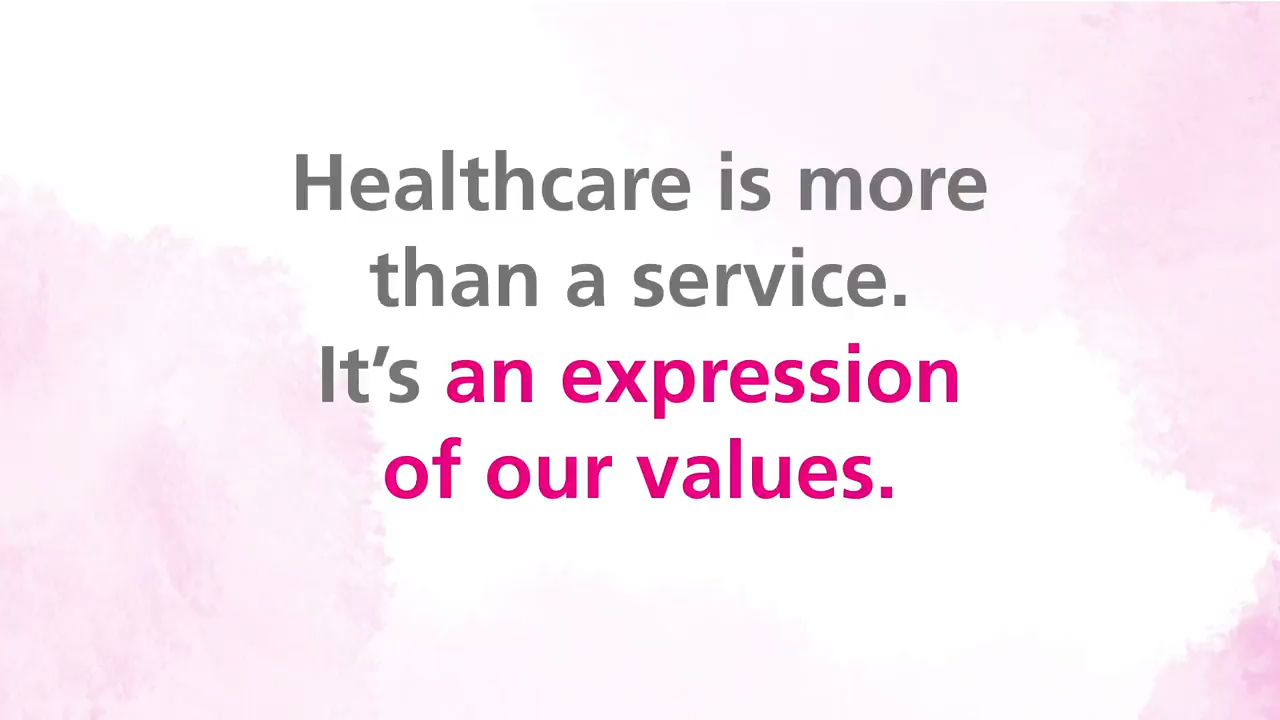 Healthcare is more
than a service.
It’s an expression
of our values.